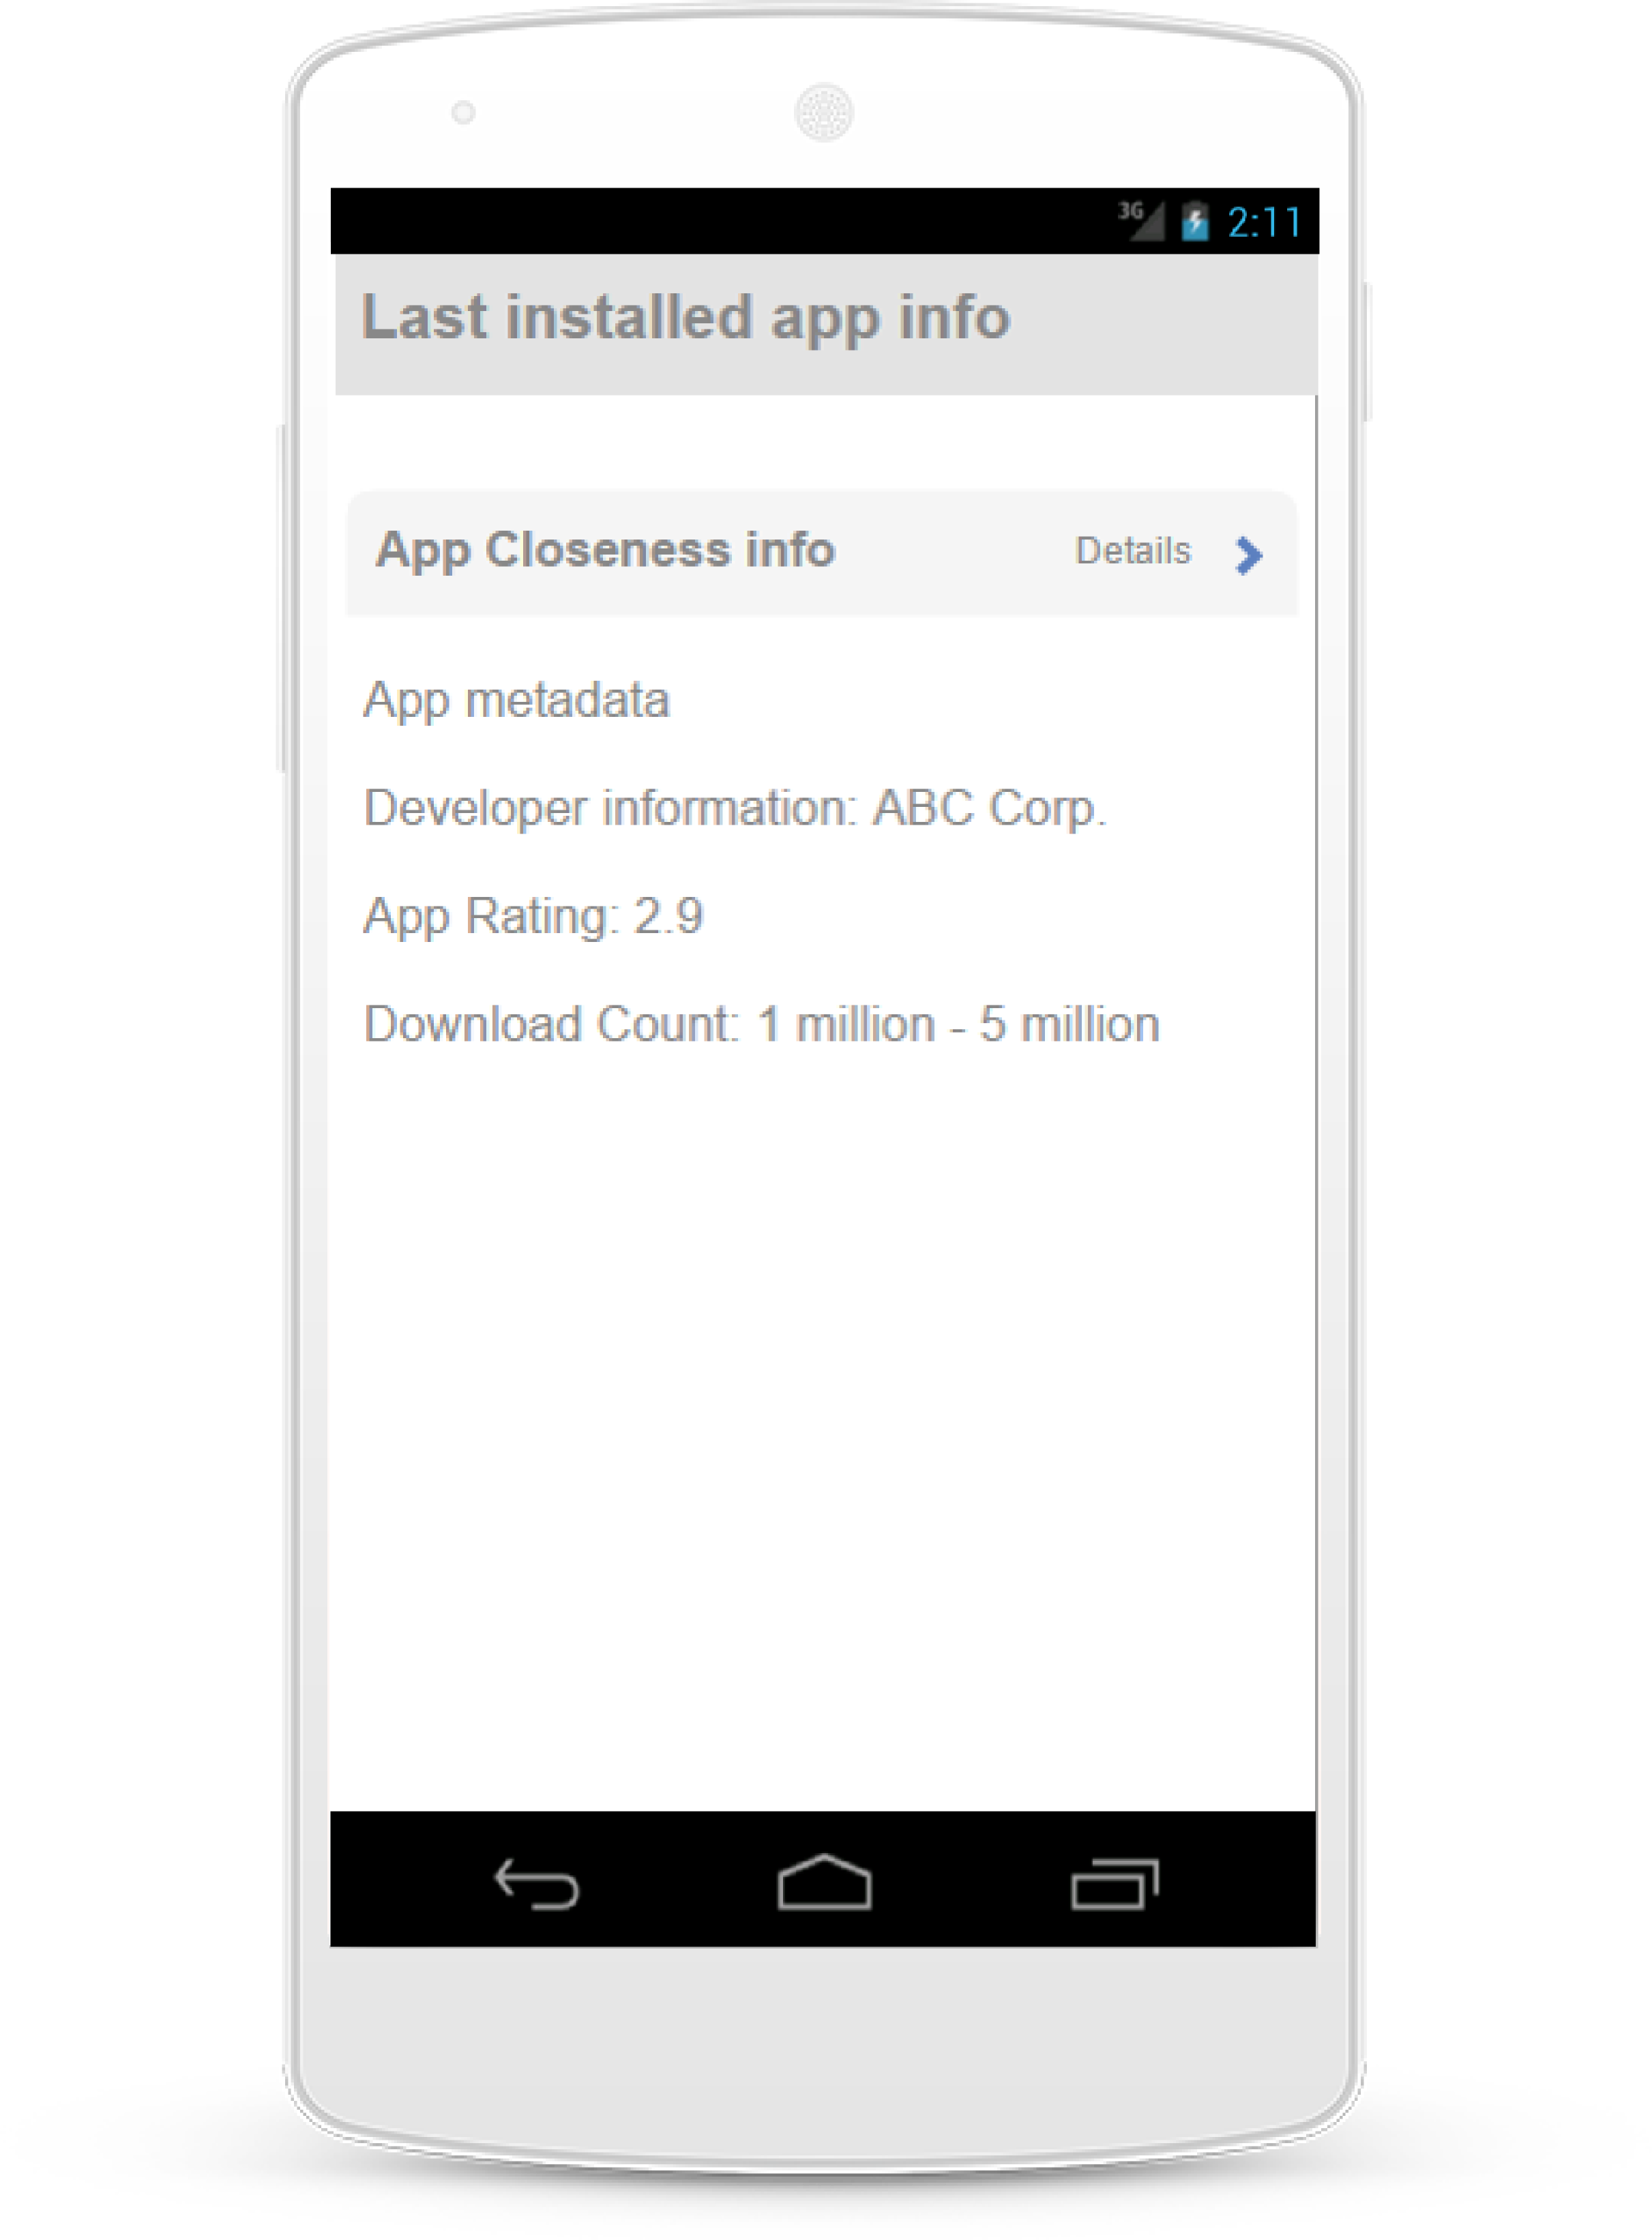 3G 2:11
Last installed app info
App Closeness info Details
App metadata
Developer information: ABC Corp.
App Rating: 2.9
Download Count: 1 million - 5 million